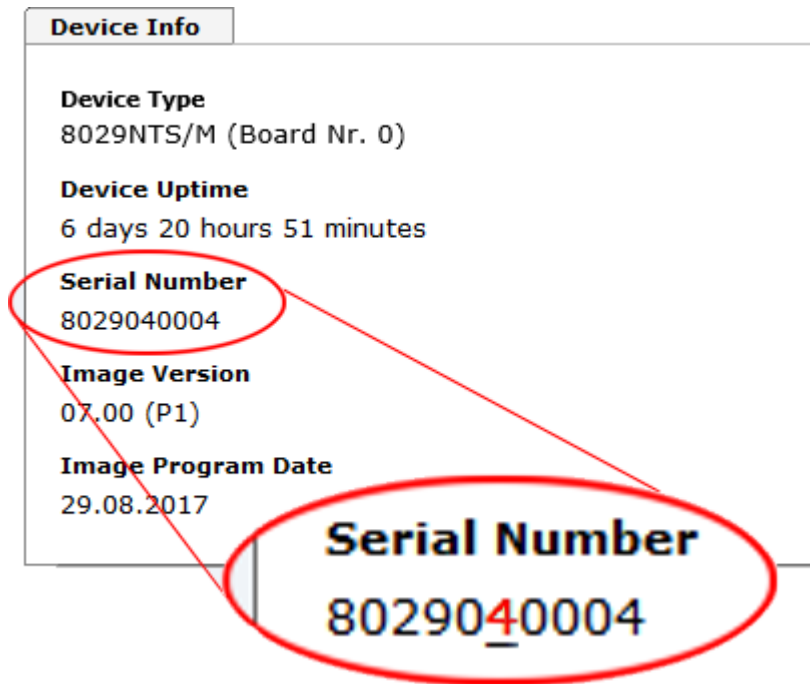 Device Info
Device Type
8029NTS/M (Board Nr. 0)
Device Uptime
6 days 20 hours 51 minutes
Serial Number
8029040004
Image Version
07.00 (P1)
Image Program Date
29.08.2017
Serial Number
8029040004